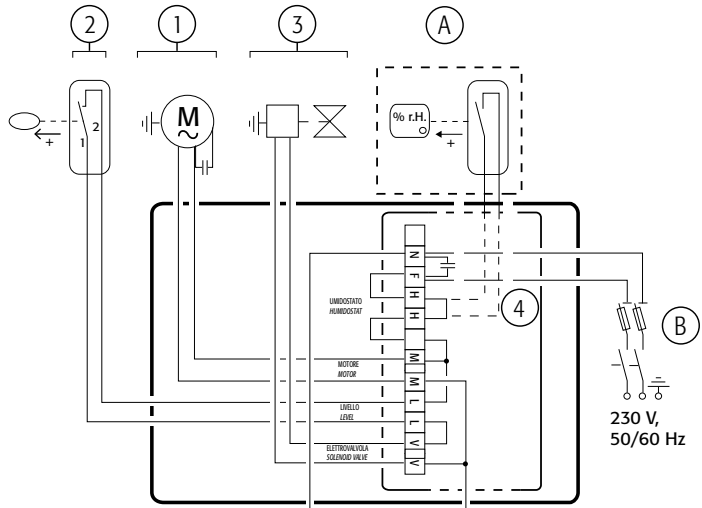 2
1
3
A
2
1
+
M
~
% r.H.
+
N
F
H
H
M
M
L
L
V
V
UMIDOSTATO
HUMIDOSTAT
MOTORE
MOTOR
LIVELLO
LEVEL
ELETTROVALVOLA
SOLENOID VALVE
4
B
230 V,
50/60 Hz